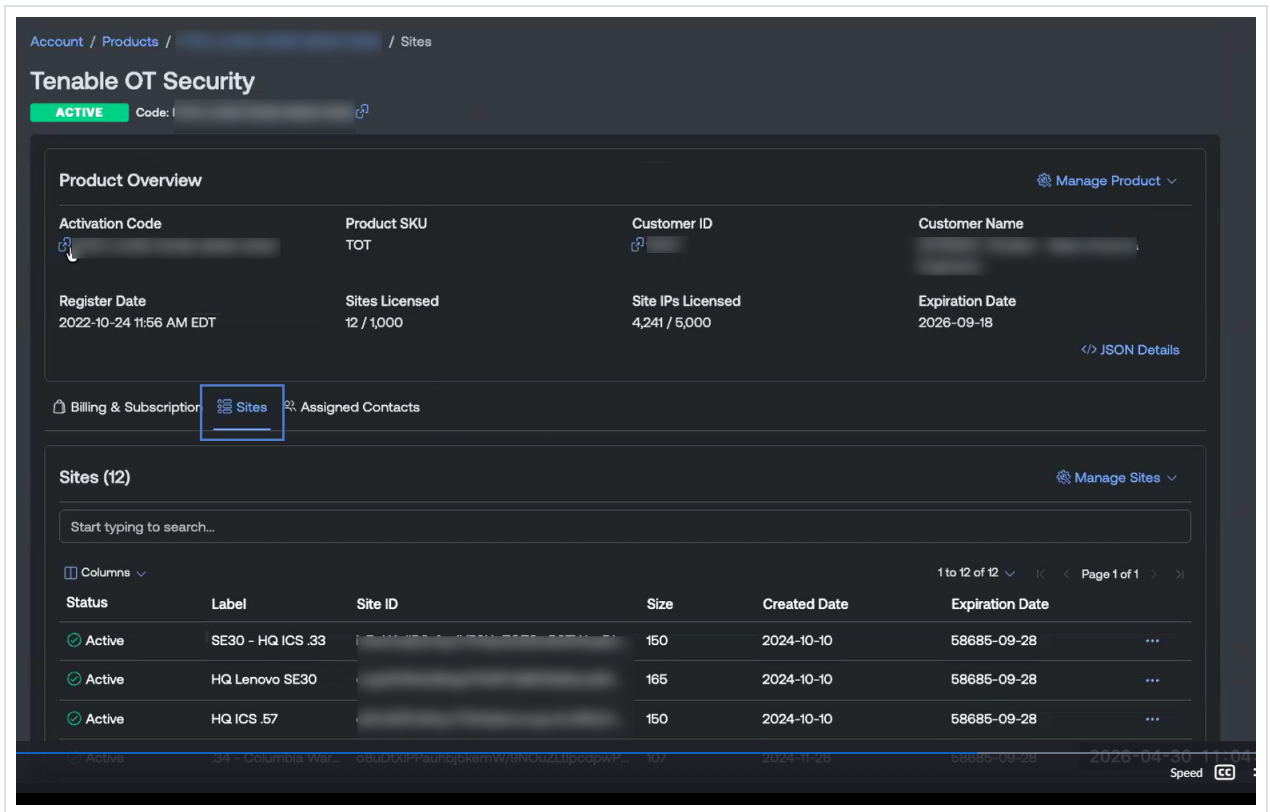 Account / Products / / Sites
Tenable OT Security
ACTIVE Code:
Product Overview Manage Product
Activation Code Product SKU Customer ID Customer Name
TOT
Register Date Sites Licensed Site IPs Licensed Expiration Date
2022-10-24 11:56 AM EDT 12 / 1,000 4,241 / 5,000 2026-09-18
</> JSON Details
Billing & Subscription Sites Assigned Contacts
Sites (12) Manage Sites
Start typing to search...
Columns 1 to 12 of 12 Page 1 of 1
Status Label Site ID Size Created Date Expiration Date
Active SE30 - HQ ICS .33 150 2024-10-10 58685-09-28 ...
Active HQ Lenovo SE30 165 2024-10-10 58685-09-28 ...
Active HQ ICS .57 150 2024-10-10 58685-09-28 ...
Active .34 - Columbia War... 107 2024-11-26 58685-09-28
2026-04-30 11:04
Speed CC